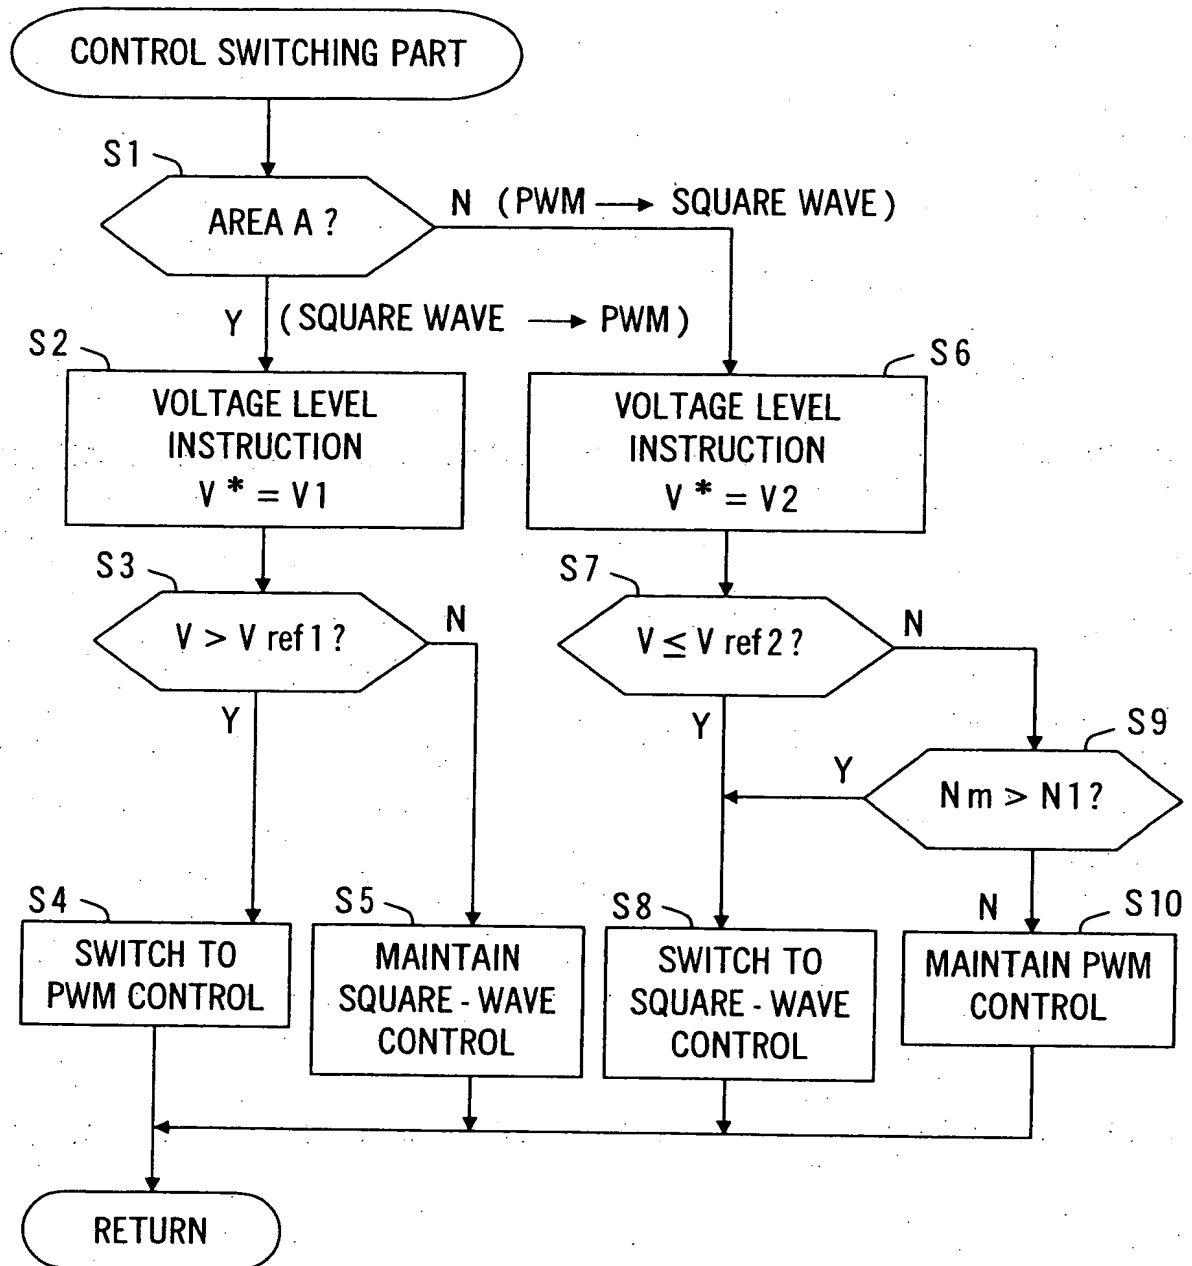 CONTROL SWITCHING PART
S1
AREA A ?
N (PWM → SQUARE WAVE)
Y (SQUARE WAVE → PWM)
S2
VOLTAGE LEVEL
INSTRUCTION
V * = V1
S6
VOLTAGE LEVEL
INSTRUCTION
V * = V2
S3
V > V ref1 ?
N
Y
S7
V ≤ V ref2 ?
N
Y
S9
Nm > N1 ?
Y
N
S4
SWITCH TO
PWM CONTROL
S5
MAINTAIN
SQUARE - WAVE
CONTROL
S8
SWITCH TO
SQUARE - WAVE
CONTROL
S10
MAINTAIN PWM
CONTROL
RETURN